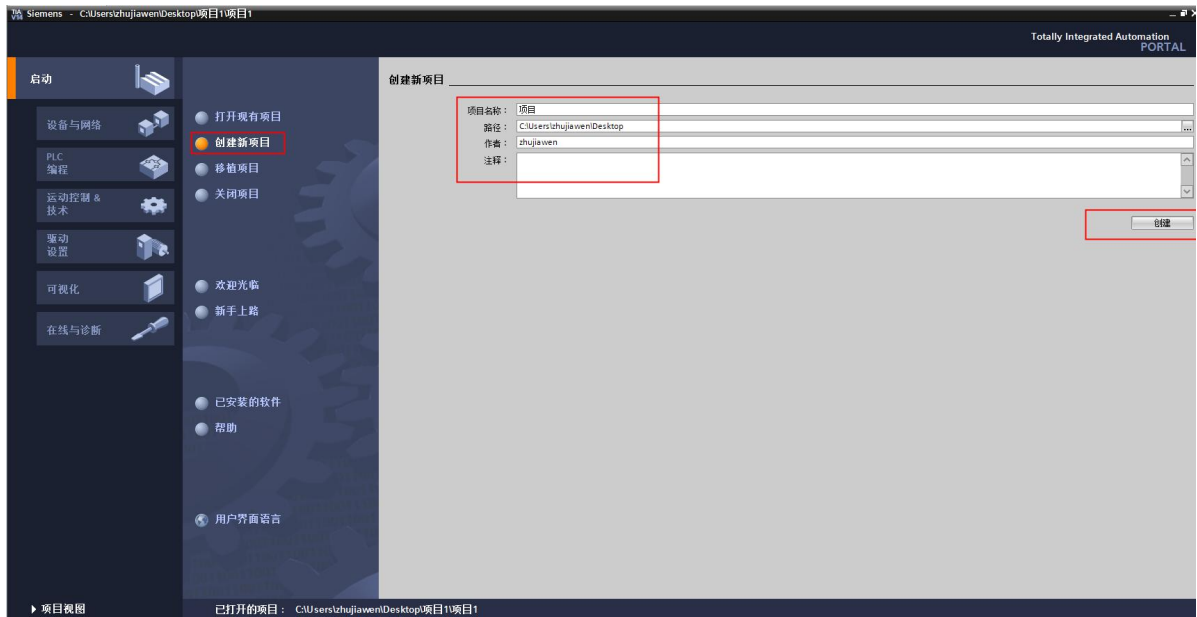 TIA V14 Siemens - C:\Users\zhujiawen\Desktop\项目1\项目1
Totally Integrated Automation
PORTAL
启动
设备与网络
PLC
编程
运动控制 &
技术
驱动
设置
可视化
在线与诊断
项目视图
打开现有项目
创建新项目
移植项目
关闭项目
欢迎光临
新手上路
已安装的软件
帮助
用户界面语言
创建新项目
项目名称： 项目
路径： C:\Users\zhujiawen\Desktop
...
作者： zhujiawen
注释：
创建
已打开的项目： C:\Users\zhujiawen\Desktop\项目1\项目1